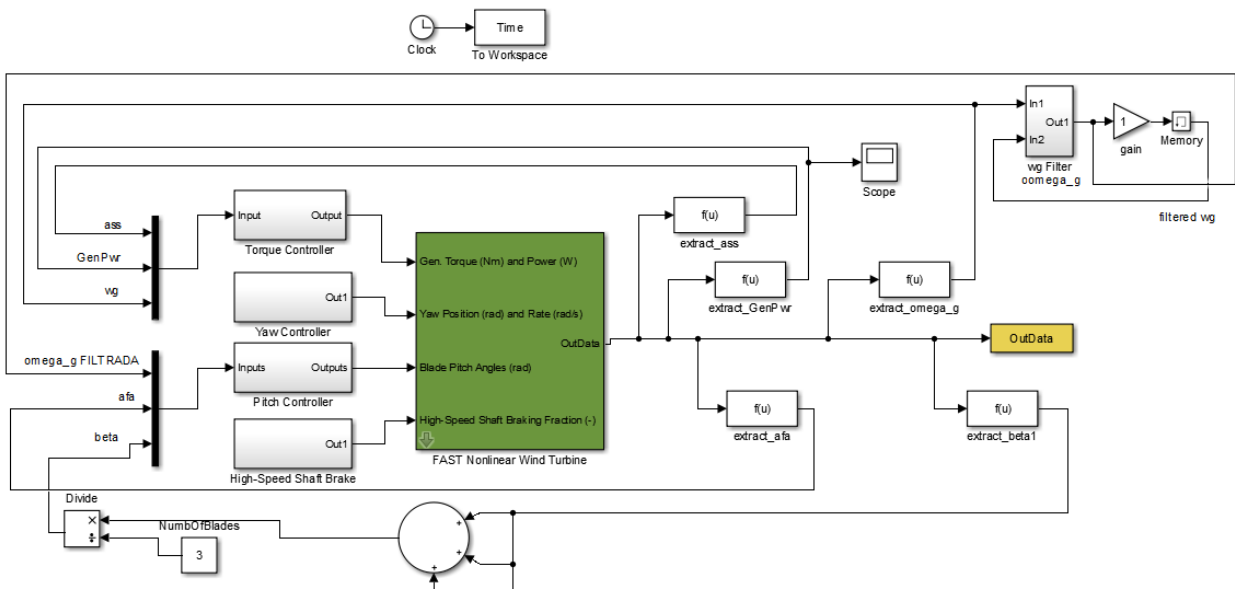 Time
Clock
To Workspace
In1
Out1
In2
wg Filter
oomega_g
1
gain
Memory
filtered wg
Scope
f(u)
extract_ass
f(u)
extract_GenPwr
f(u)
extract_omega_g
ass
GenPwr
wg
Input
Output
Torque Controller
Out1
Yaw Controller
omega_g FILTRADA
afa
beta
Inputs
Outputs
Pitch Controller
Out1
High-Speed Shaft Brake
Gen. Torque (Nm) and Power (W)
Yaw Position (rad) and Rate (rad/s)
OutData
Blade Pitch Angles (rad)
High-Speed Shaft Braking Fraction (-)
FAST Nonlinear Wind Turbine
OutData
f(u)
extract_afa
f(u)
extract_beta1
Divide
×
÷
NumbOfBlades
3
+
+
+